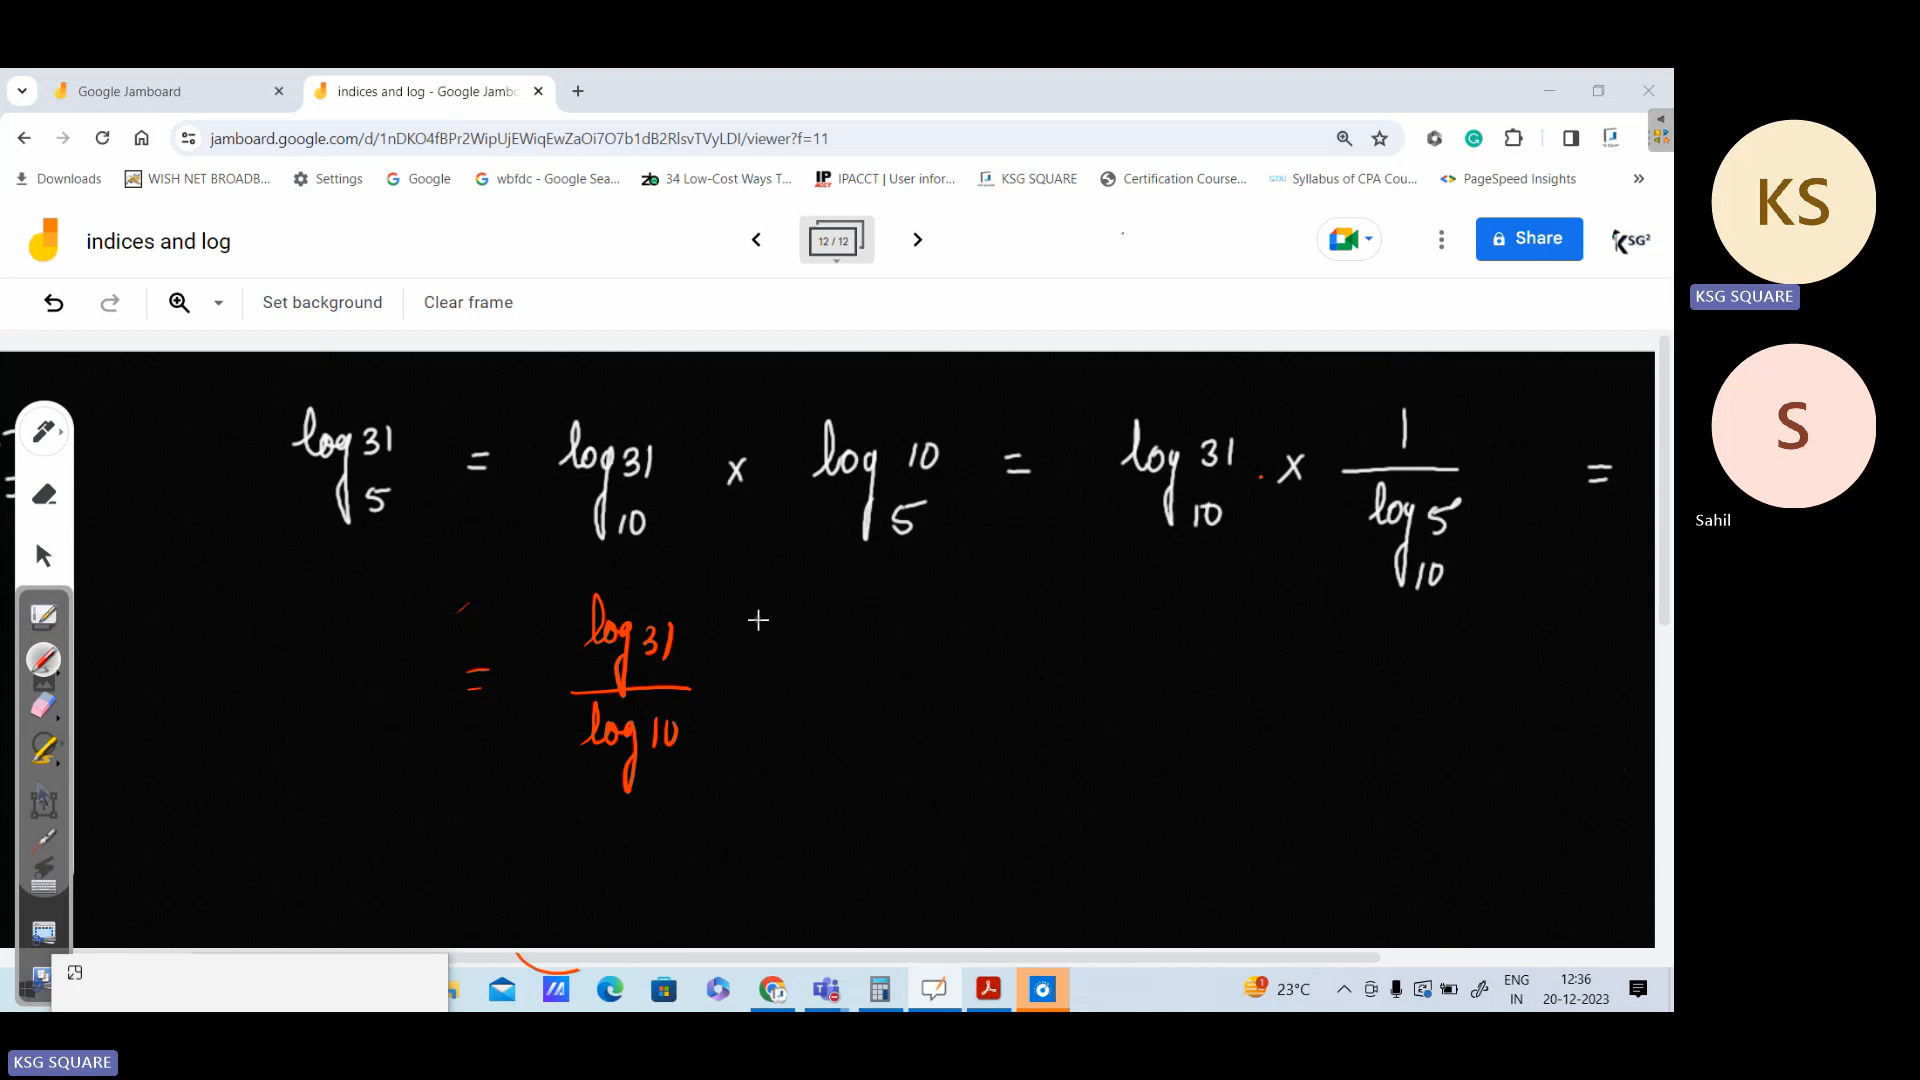 Google Jamboard
indices and log - Google Jambo
jamboard.google.com/d/1nDKO4fBPr2WipUjEWiqEwZaOi7O7b1dB2RlsvTVyLDI/viewer?f=11
Downloads WISH NET BROADB... Settings Google wbfdc - Google Sea... 34 Low-Cost Ways T... IPACCT | User infor... KSG SQUARE Certification Course... Syllabus of CPA Cou... PageSpeed Insights »
indices and log 12 / 12 Share KSG²
Set background Clear frame
log₅ 31 = log₁₀ 31 x log₅ 10 = log₁₀ 31 . x 1 / log₁₀ 5 =
= log 31 / log 10
KS
KSG SQUARE
S
Sahil
23°C ENG 12:36
IN 20-12-2023
KSG SQUARE